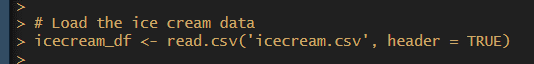 >
> # Load the ice cream data
> icecream_df <- read.csv('icecream.csv', header = TRUE)
>